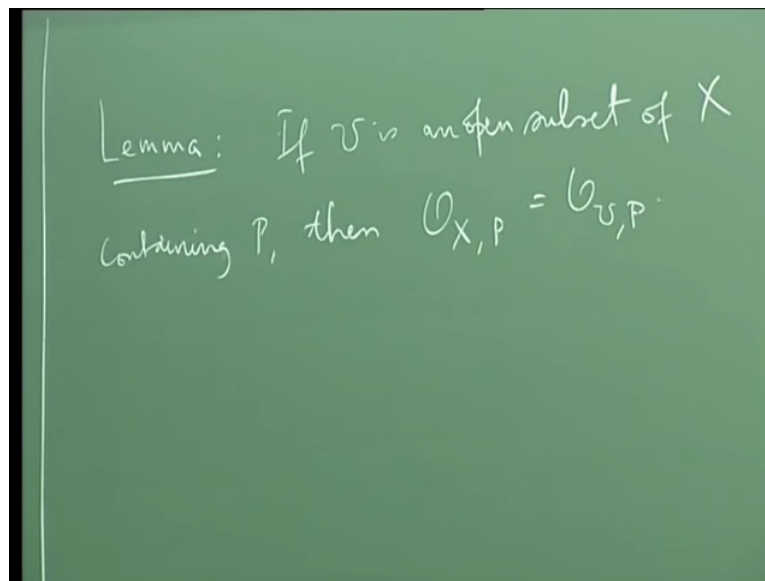 Lemma: If U is an open subset of X
containing P, then O_{X,P} = O_{U,P}.